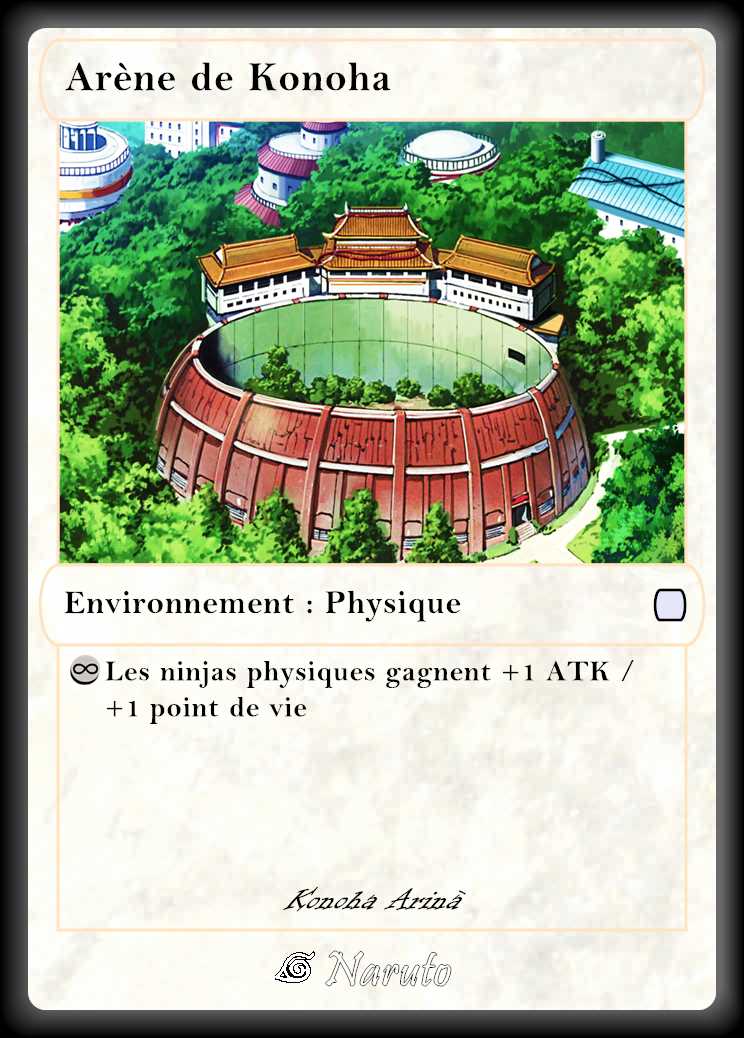 Arène de Konoha
Environnement : Physique
Les ninjas physiques gagnent +1 ATK /
+1 point de vie
Konoha Arinà
Naruto